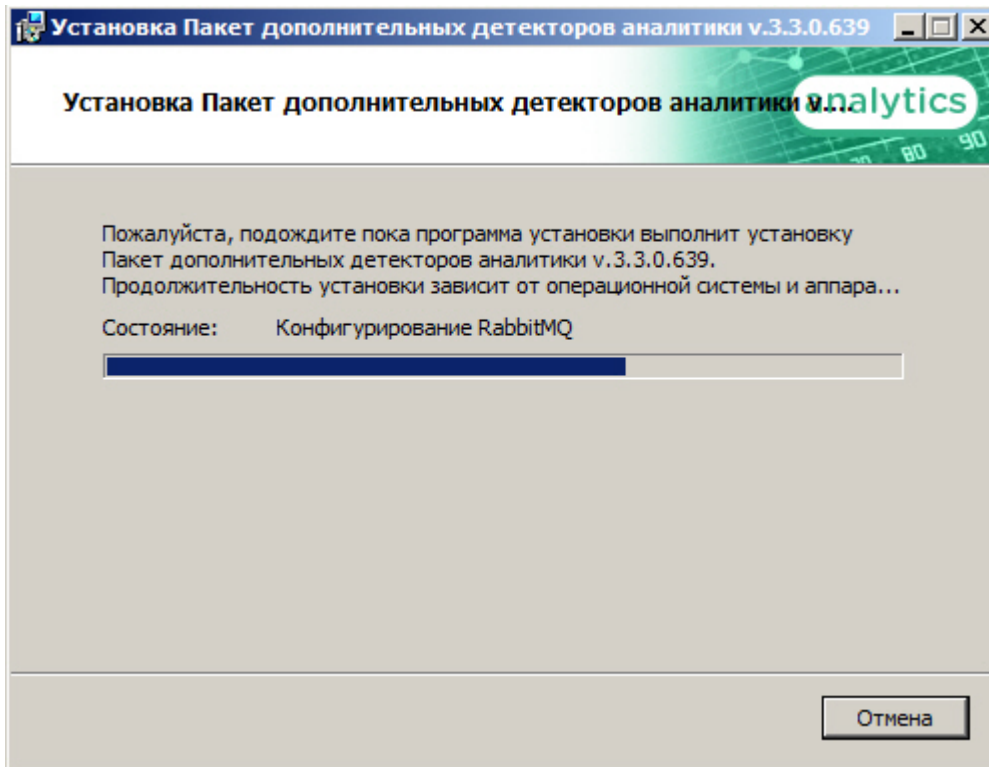 Установка Пакет дополнительных детекторов аналитики v.3.3.0.639
Установка Пакет дополнительных детекторов аналитики v....
analytics
80 90
Пожалуйста, подождите пока программа установки выполнит установку
Пакет дополнительных детекторов аналитики v.3.3.0.639.
Продолжительность установки зависит от операционной системы и аппара...
Состояние: Конфигурирование RabbitMQ
Отмена